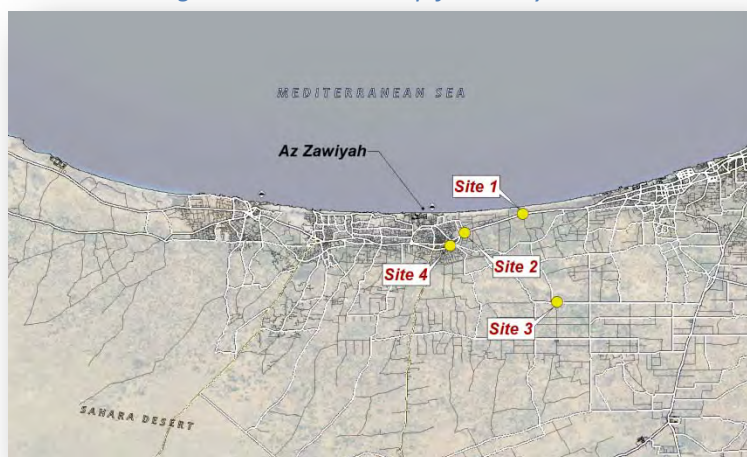 MEDITERRANEAN SEA
Az Zawiyah
Site 1
Site 2
Site 4
Site 3
SAHARA DESERT